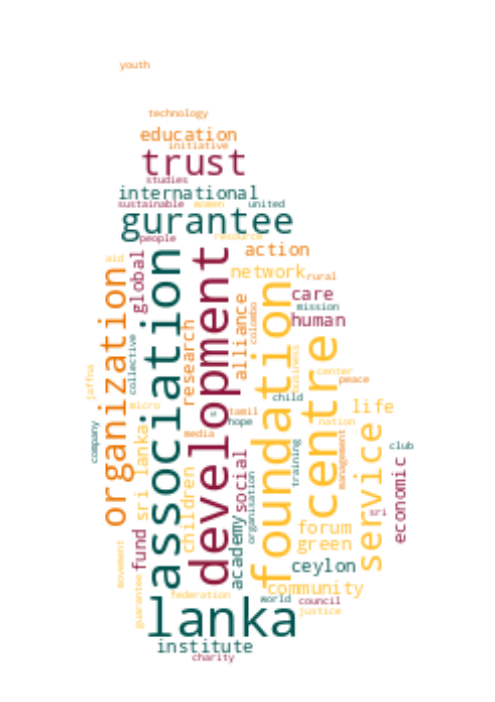 youth
technology
education
initiative
trust
studies
international
sustainable
women
united
gurantee
people
resource
action
aid
global
network
rural
care
mission
human
organization
association
development
foundation
centre
alliance
colombo
research
collective
business
center
peace
jaffna
micro
child
life
tamil
hope
nation
company
sri lanka
media
children
social
organisation
training
management
service
club
economic
sri
forum
green
academy
fund
movement
guarantee
ceylon
community
federation
world
council
justice
lanka
institute
charity